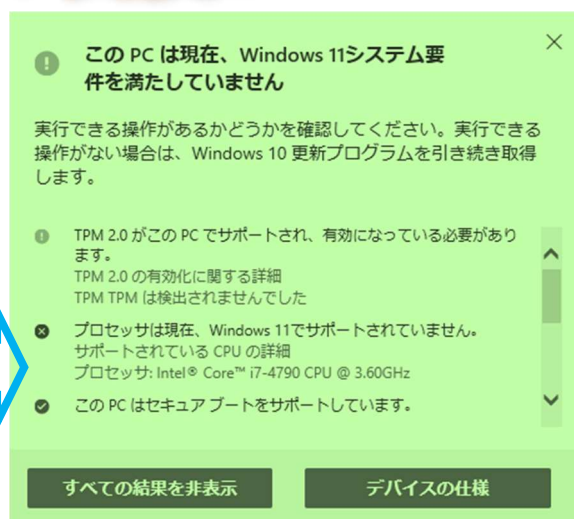 この PC は現在、Windows 11システム要
件を満たしていません
実行できる操作があるかどうかを確認してください。実行できる
操作がない場合は、Windows 10 更新プログラムを引き続き取得
します。
TPM 2.0 がこの PC でサポートされ、有効になっている必要があり
ます。
TPM 2.0 の有効化に関する詳細
TPM TPM は検出されませんでした
プロセッサは現在、Windows 11でサポートされていません。
サポートされている CPU の詳細
プロセッサ: Intel® Core™ i7-4790 CPU @ 3.60GHz
この PC はセキュア ブートをサポートしています。
すべての結果を非表示
デバイスの仕様